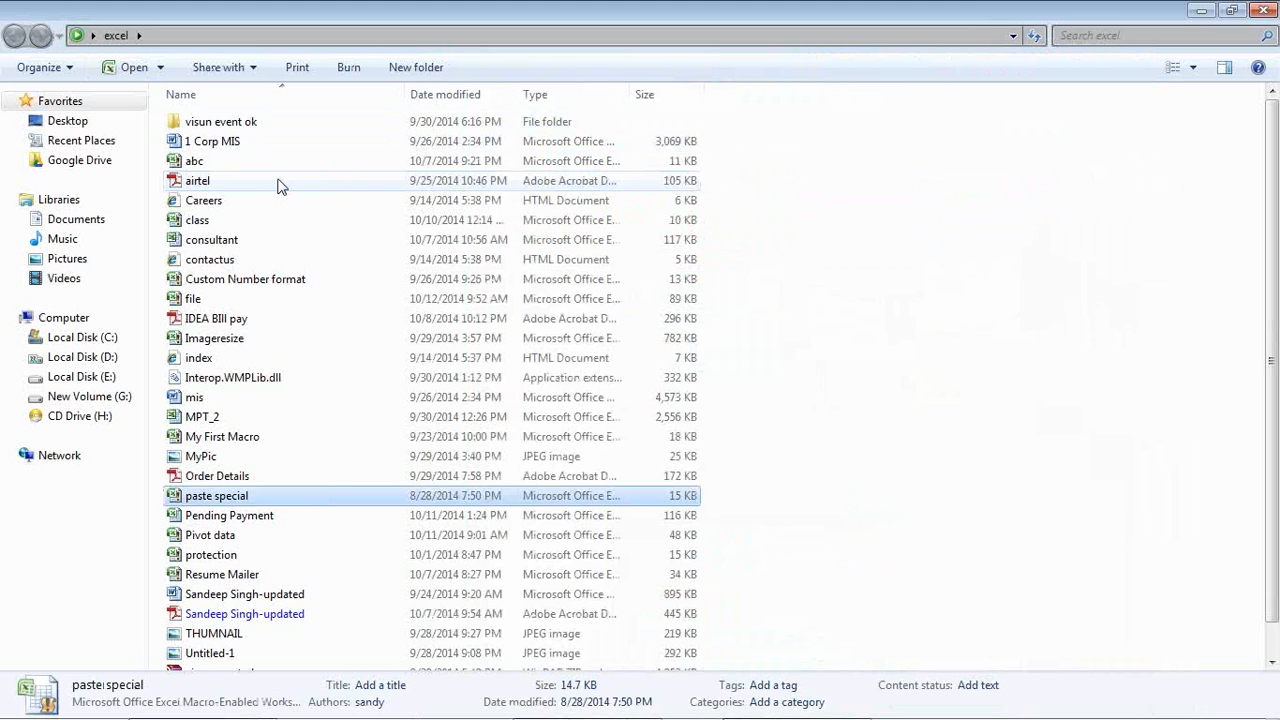 excel
Search excel
Organize Open Share with Print Burn New folder
Name Date modified Type Size
Favorites
Desktop
Recent Places
Google Drive
Libraries
Documents
Music
Pictures
Videos
Computer
Local Disk (C:)
Local Disk (D:)
Local Disk (E:)
New Volume (G:)
CD Drive (H:)
Network
visun event ok 9/30/2014 6:16 PM File folder
1 Corp MIS 9/26/2014 2:34 PM Microsoft Office ... 3,069 KB
abc 10/7/2014 9:21 PM Microsoft Office E... 11 KB
airtel 9/25/2014 10:46 PM Adobe Acrobat D... 105 KB
Careers 9/14/2014 5:38 PM HTML Document 6 KB
class 10/10/2014 12:14 ... Microsoft Office E... 10 KB
consultant 10/7/2014 10:56 AM Microsoft Office E... 117 KB
contactus 9/14/2014 5:38 PM HTML Document 5 KB
Custom Number format 9/26/2014 9:26 PM Microsoft Office E... 13 KB
file 10/12/2014 9:52 AM Microsoft Office E... 89 KB
IDEA BIll pay 10/8/2014 10:12 PM Adobe Acrobat D... 296 KB
Imageresize 9/29/2014 3:57 PM Microsoft Office E... 782 KB
index 9/14/2014 5:37 PM HTML Document 7 KB
Interop.WMPLib.dll 9/30/2014 1:12 PM Application extens... 332 KB
mis 9/26/2014 2:34 PM Microsoft Office ... 4,573 KB
MPT_2 9/30/2014 12:26 PM Microsoft Office E... 2,556 KB
My First Macro 9/23/2014 10:00 PM Microsoft Office E... 18 KB
MyPic 9/29/2014 3:40 PM JPEG image 25 KB
Order Details 9/29/2014 7:58 PM Adobe Acrobat D... 172 KB
paste special 8/28/2014 7:50 PM Microsoft Office E... 15 KB
Pending Payment 10/11/2014 1:24 PM Microsoft Office E... 116 KB
Pivot data 10/11/2014 9:01 AM Microsoft Office E... 48 KB
protection 10/1/2014 8:47 PM Microsoft Office E... 15 KB
Resume Mailer 10/7/2014 8:27 PM Microsoft Office E... 34 KB
Sandeep Singh-updated 9/24/2014 9:20 AM Microsoft Office ... 895 KB
Sandeep Singh-updated 10/7/2014 9:54 AM Adobe Acrobat D... 445 KB
THUMNAIL 9/28/2014 9:27 PM JPEG image 219 KB
Untitled-1 9/28/2014 9:08 PM JPEG image 292 KB
paste special Title: Add a title Size: 14.7 KB Tags: Add a tag Content status: Add text
Microsoft Office Excel Macro-Enabled Works... Authors: sandy Date modified: 8/28/2014 7:50 PM Categories: Add a category